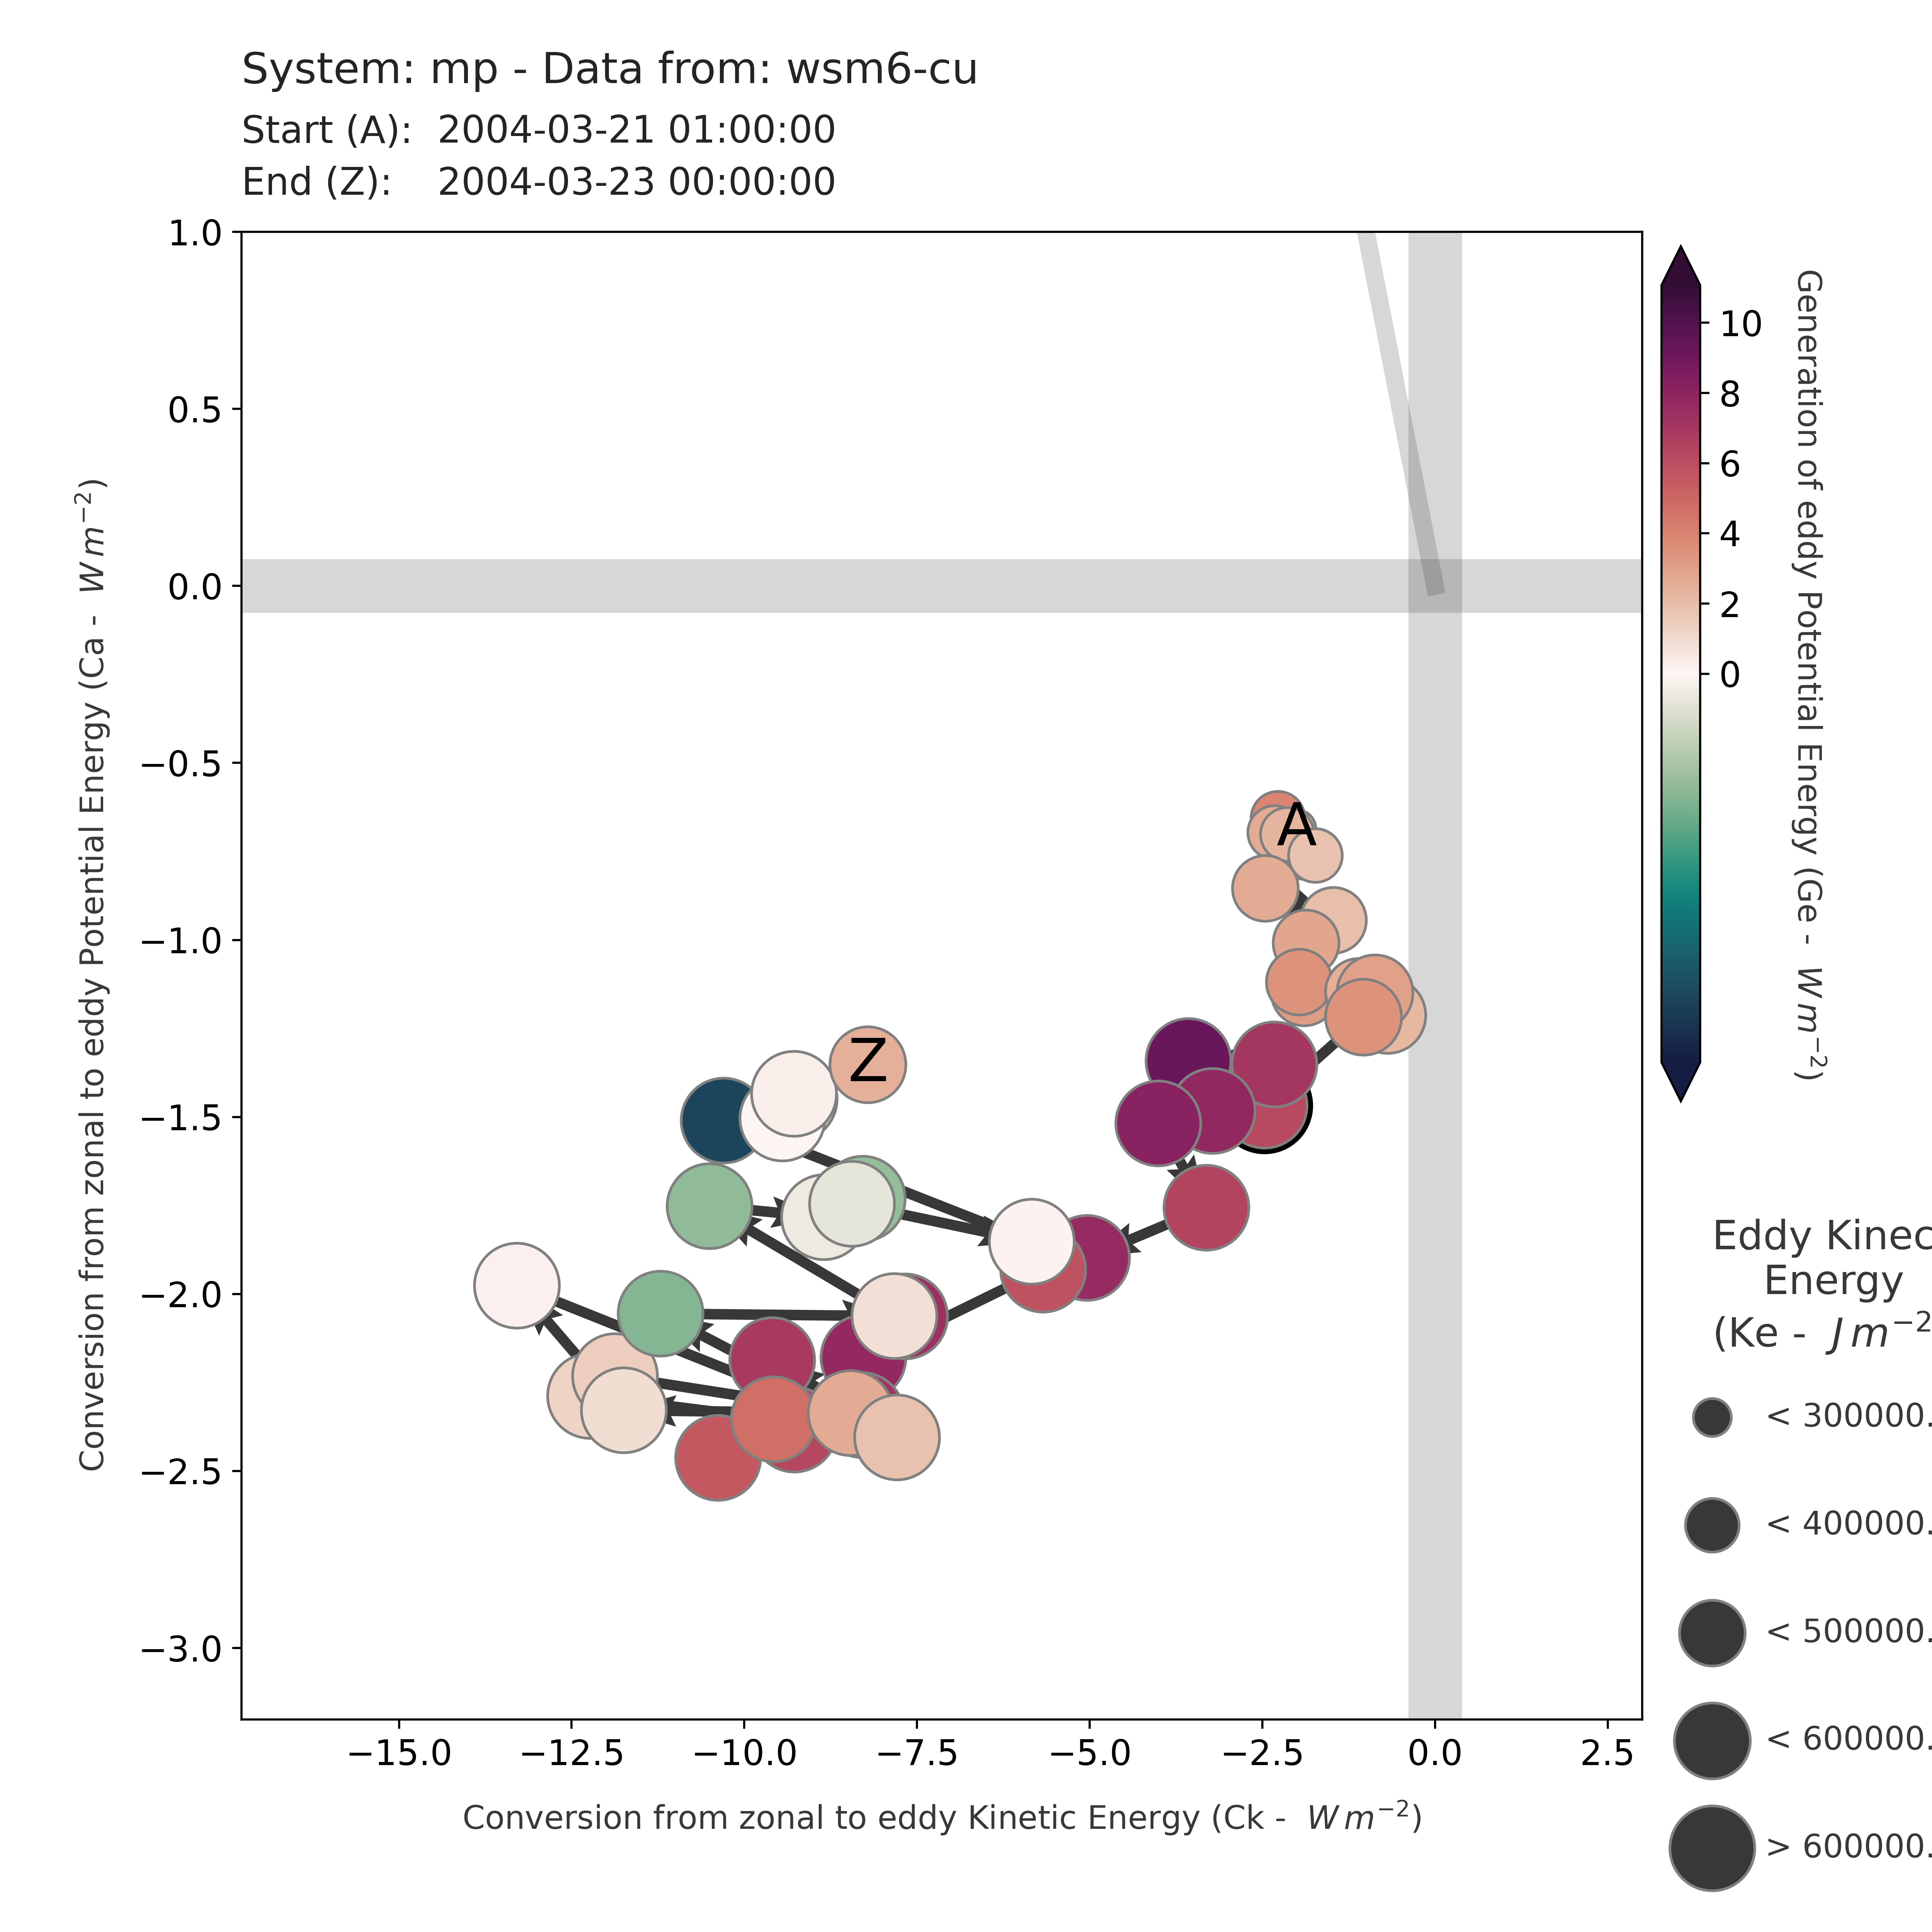 System: mp - Data from: wsm6-cu
Start (A): 2004-03-21 01:00:00
End (Z): 2004-03-23 00:00:00
1.0
0.5
0.0
−0.5
−1.0
−1.5
−2.0
−2.5
−3.0
Conversion from zonal to eddy Potential Energy (Ca - W m⁻²)
A
Z
−15.0
−12.5
−10.0
−7.5
−5.0
−2.5
0.0
2.5
Conversion from zonal to eddy Kinetic Energy (Ck - W m⁻²)
10
8
6
4
2
0
Generation of eddy Potential Energy (Ge - W m⁻²)
Eddy Kinec
Energy
(Ke - J m⁻²
< 300000.
< 400000.
< 500000.
< 600000.
> 600000.